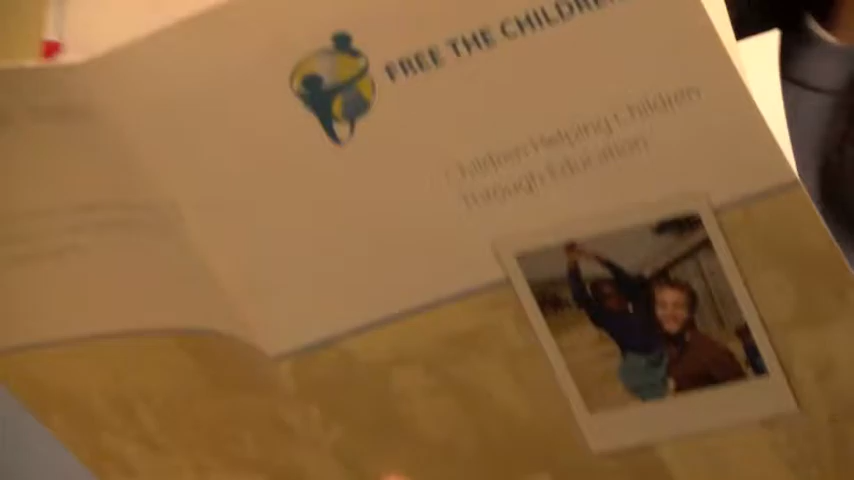 FREE THE CHILDREN
Children Helping Children
Through Education